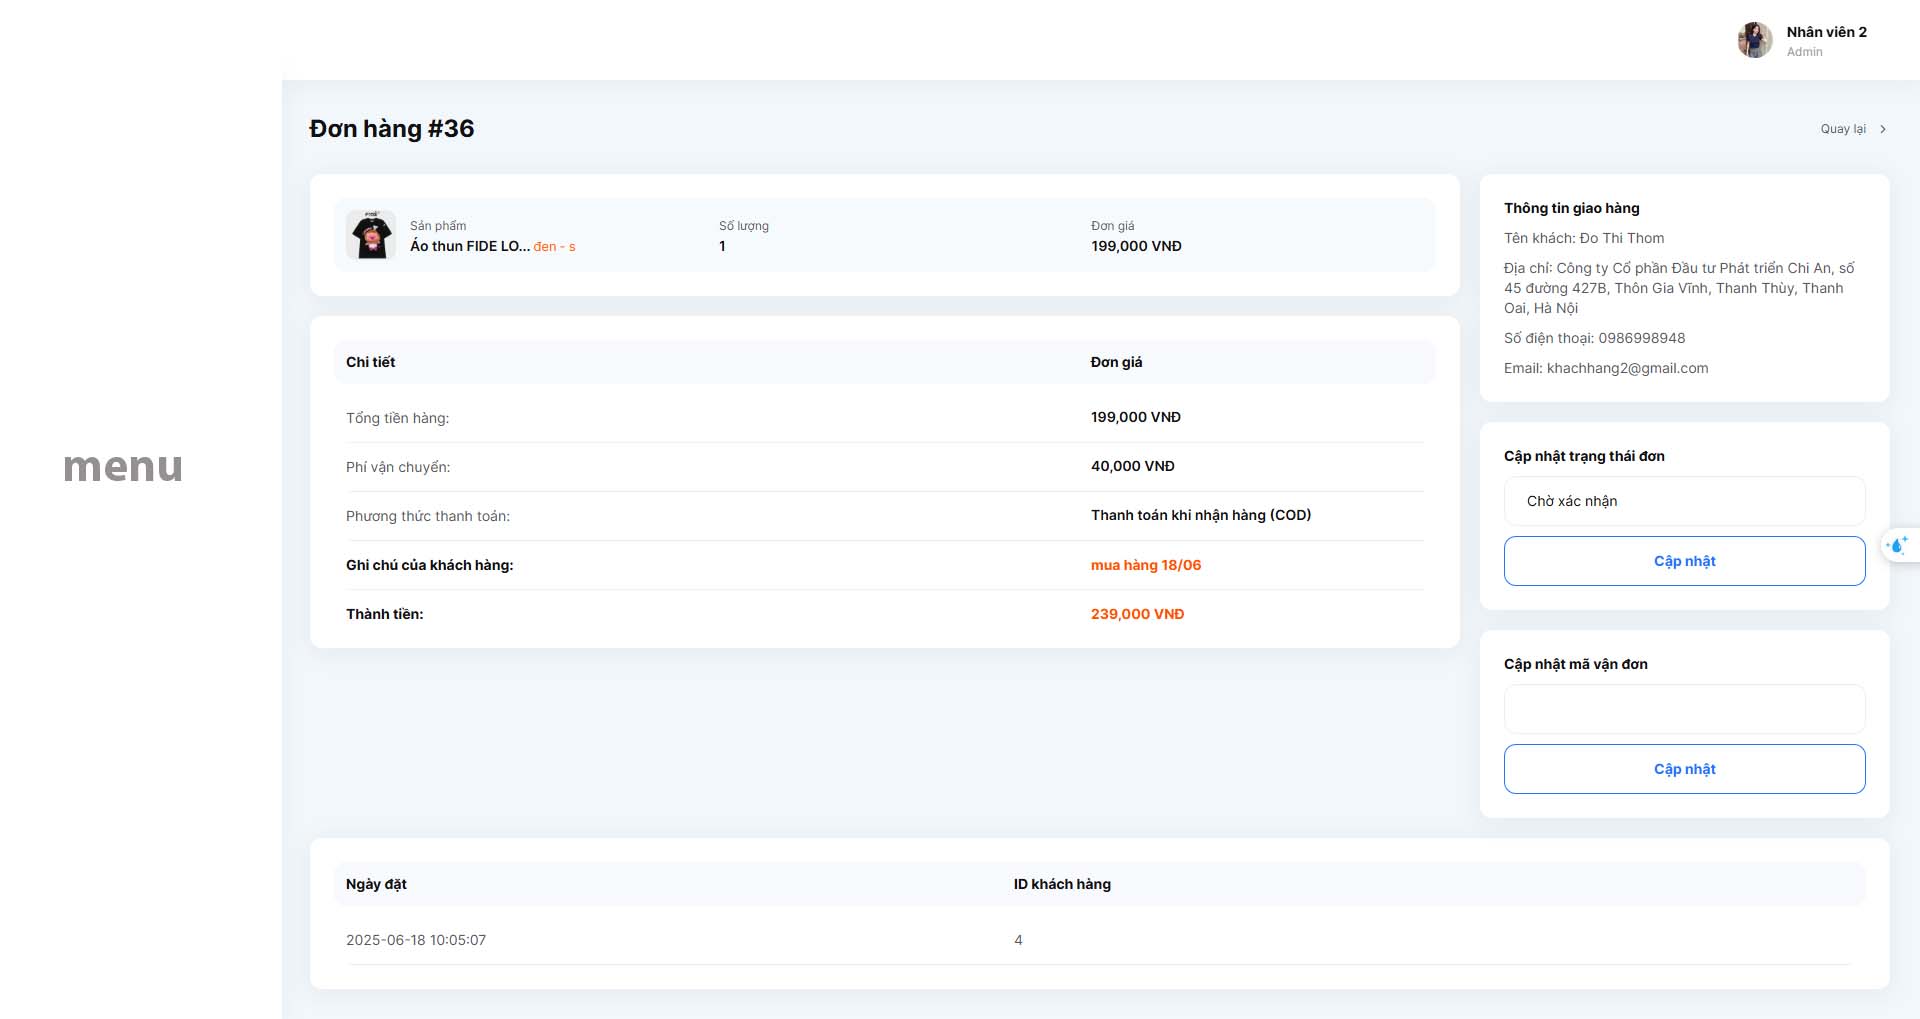 Nhân viên 2
Admin
menu
Đơn hàng #36
Quay lại
Sản phẩm
Áo thun FIDE LO... đen - s
Số lượng
1
Đơn giá
199,000 VNĐ
Chi tiết
Đơn giá
Tổng tiền hàng:
199,000 VNĐ
Phí vận chuyển:
40,000 VNĐ
Phương thức thanh toán:
Thanh toán khi nhận hàng (COD)
Ghi chú của khách hàng:
mua hàng 18/06
Thành tiền:
239,000 VNĐ
Thông tin giao hàng
Tên khách: Đo Thi Thom
Địa chỉ: Công ty Cổ phần Đầu tư Phát triển Chi An, số
45 đường 427B, Thôn Gia Vĩnh, Thanh Thùy, Thanh
Oai, Hà Nội
Số điện thoại: 0986998948
Email: khachhang2@gmail.com
Cập nhật trạng thái đơn
Chờ xác nhận
Cập nhật
Cập nhật mã vận đơn
Cập nhật
Ngày đặt
ID khách hàng
2025-06-18 10:05:07
4